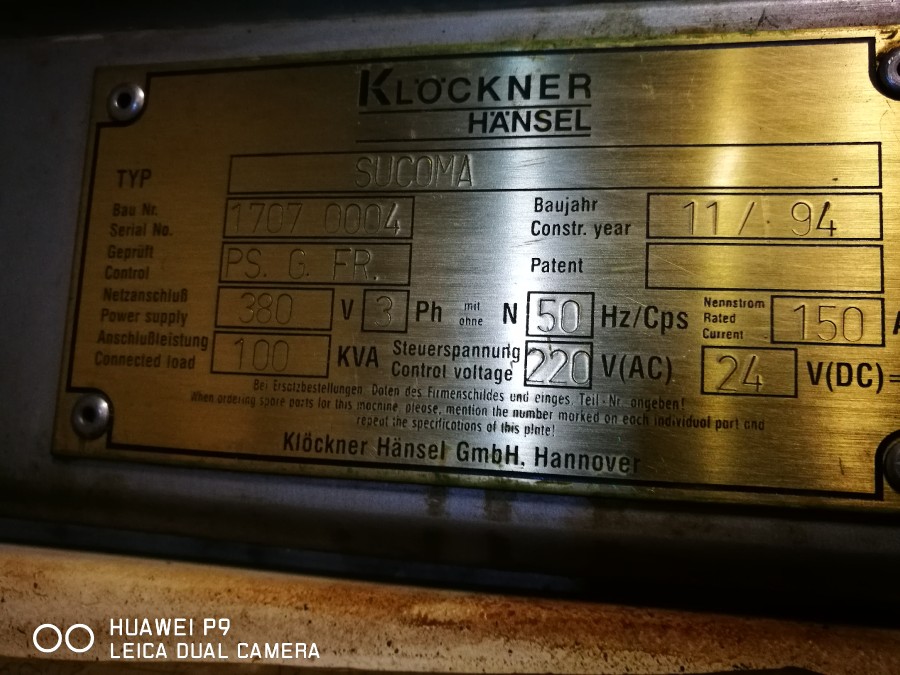 KLÖCKNER
HÄNSEL
TYP SUCOMA
Bau Nr. Serial No. 1707 0004 Baujahr Constr. year 11/. 94
Geprüft Control PS. G. FR. Patent
Netzanschluß Power supply 380 V 3 Ph mit ohne N 50 Hz/Cps Nennstrom Rated Current 150 A
Anschlußleistung Connected load 100 KVA Steuerspannung Control voltage 220 V(AC) 24 V(DC)=
Bei Ersatzbestellungen Daten des Firmenschildes und einges. Teil-Nr. angeben!
When ordering spare parts for this machine, please, mention the number marked on each individual part and
repeat the specifications of this plate!
Klöckner Hänsel GmbH, Hannover
HUAWEI P9
LEICA DUAL CAMERA